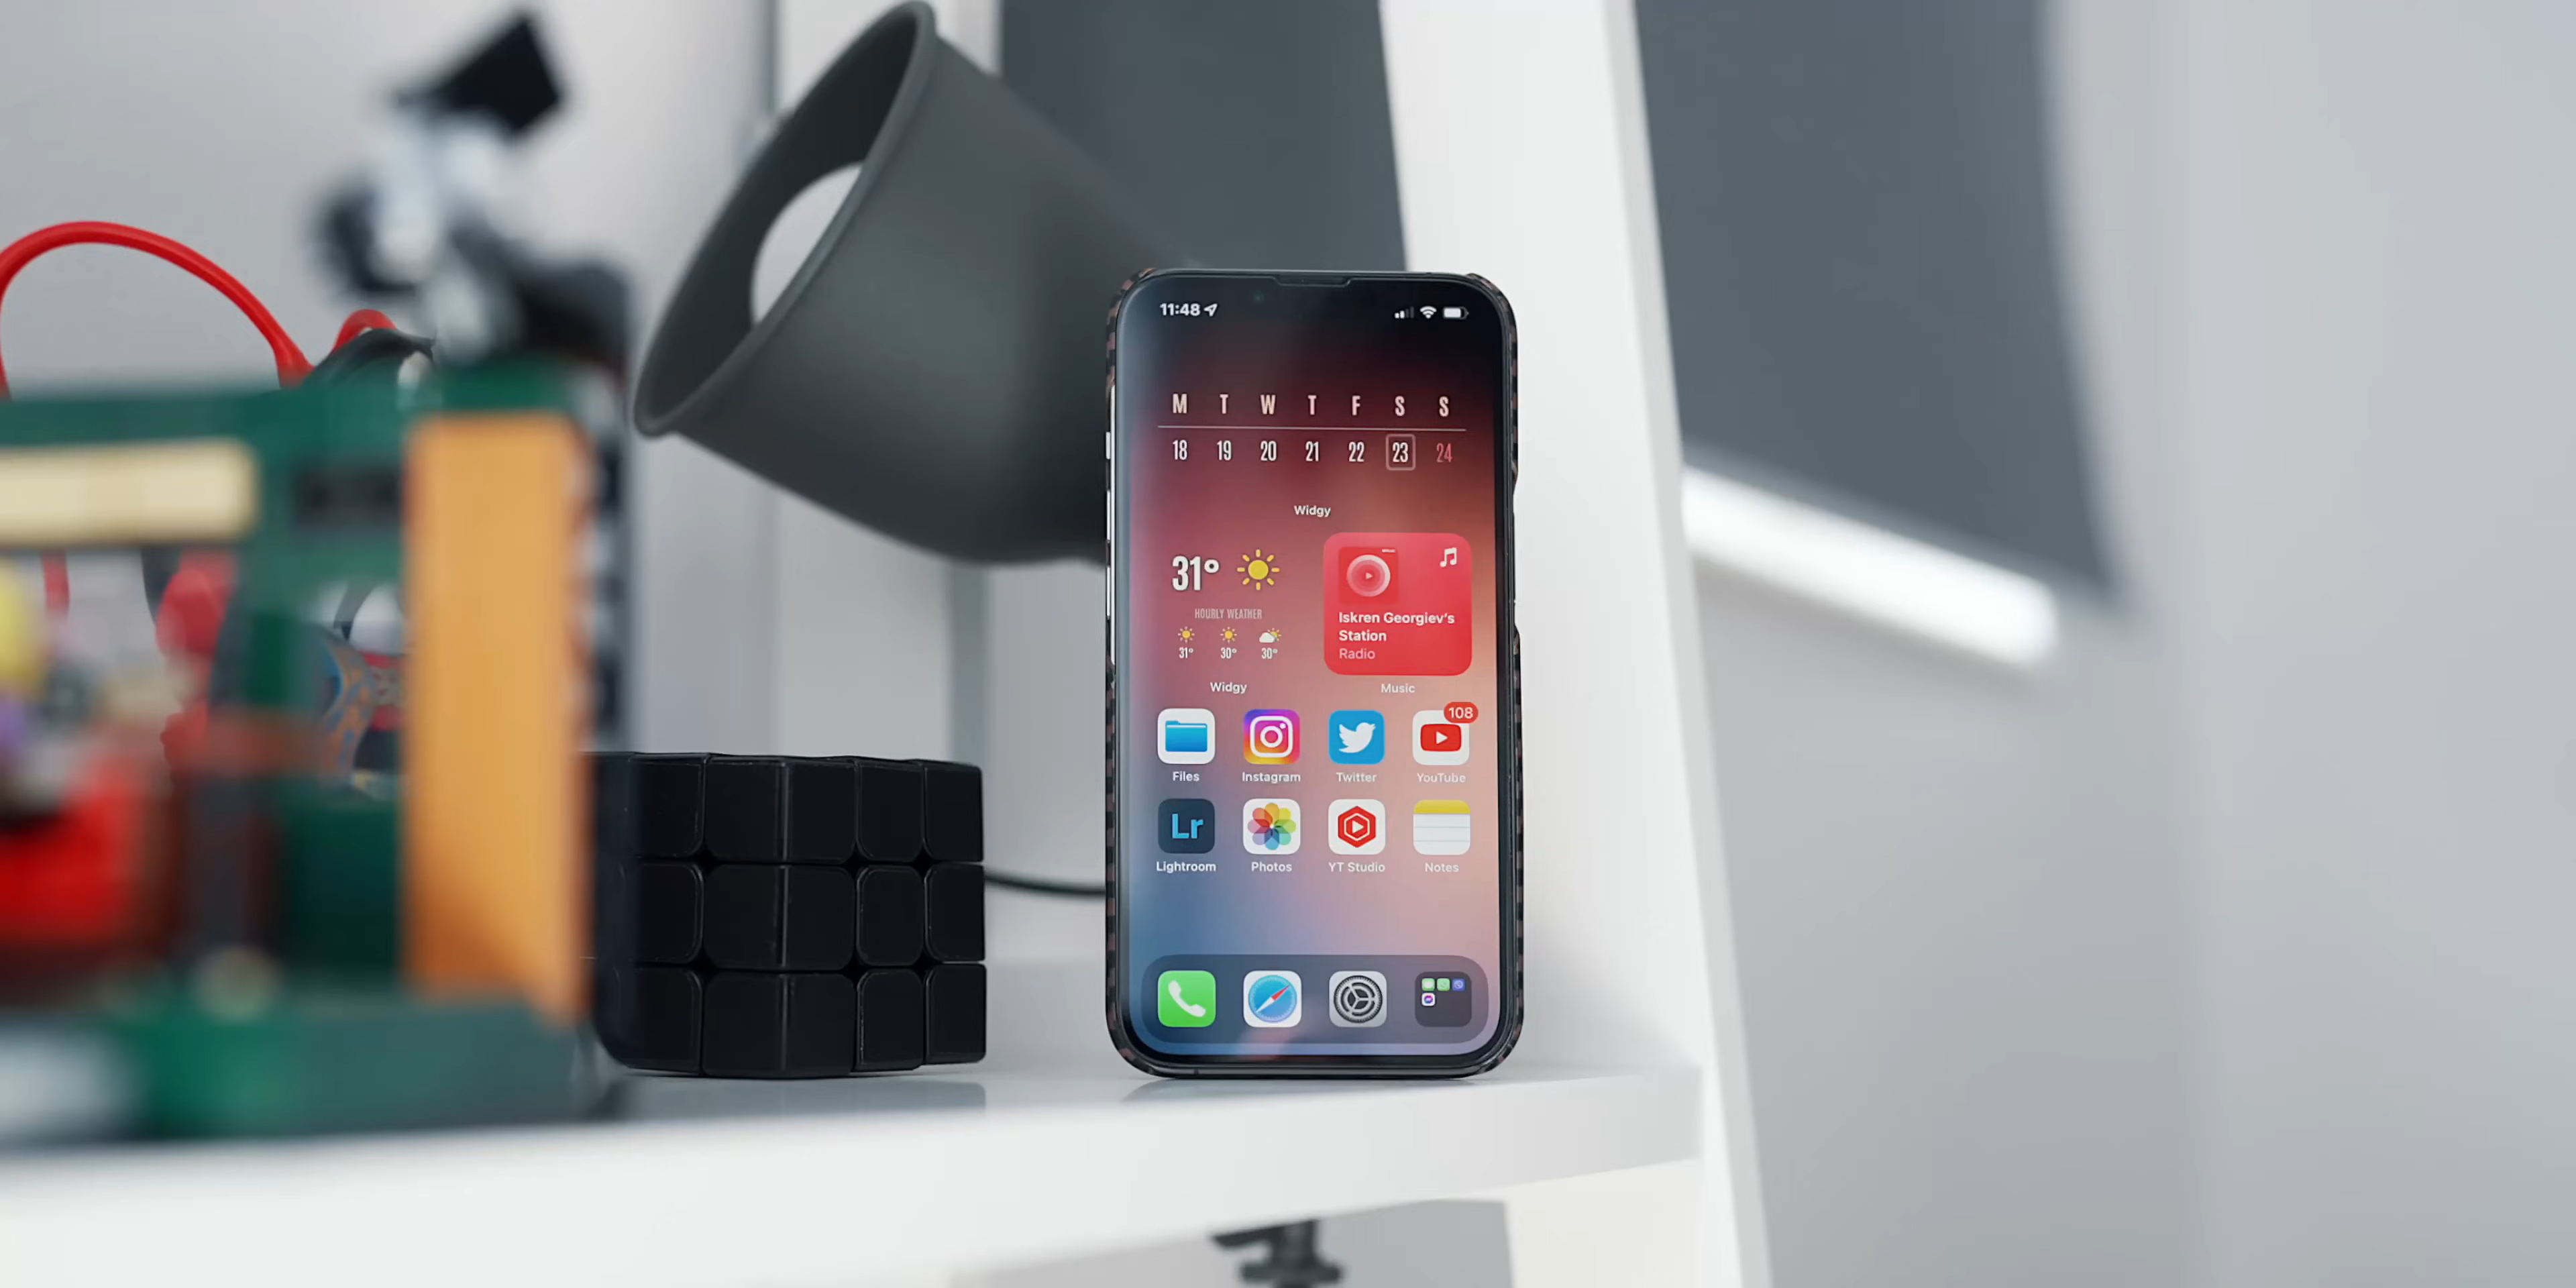 11:48
M T W T F S S
18 19 20 21 22 23 24
Widgy
31°
HOURLY WEATHER
31° 30° 30°
Widgy
Iskren Georgiev's
Station
Radio
Music
108
Files Instagram Twitter YouTube
Lr
Lightroom Photos YT Studio Notes